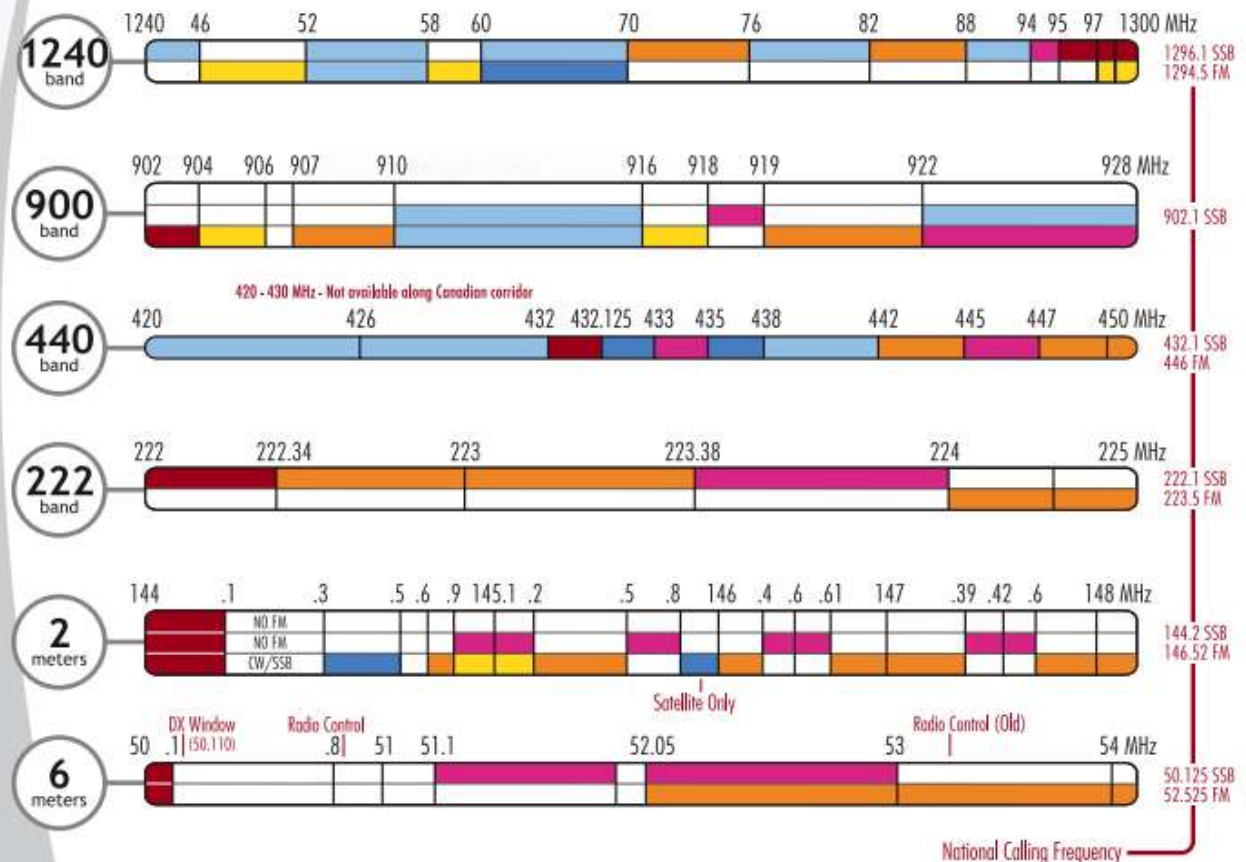 1240 46 52 58 60 70 76 82 88 94 95 97 1300 MHz
1240
band
1296.1 SSB
1294.5 FM
902 904 906 907 910 916 918 919 922 928 MHz
900
band
902.1 SSB
420 - 430 MHz - Not available along Canadian corridor
420 426 432 432.125 433 435 438 442 445 447 450 MHz
440
band
432.1 SSB
446 FM
222 222.34 223 223.38 224 225 MHz
222
band
222.1 SSB
223.5 FM
144 .1 .3 .5 .6 .9 145.1 .2 .5 .8 146 .4 .6 .61 147 .39 .42 .6 148 MHz
2
meters
NO FM
NO FM
CW/SSB
144.2 SSB
146.52 FM
Satellite Only
DX Window
(50.110)
Radio Control
Radio Control (Old)
50 .1 .8 51 51.1 52.05 53 54 MHz
6
meters
50.125 SSB
52.525 FM
National Calling Frequency